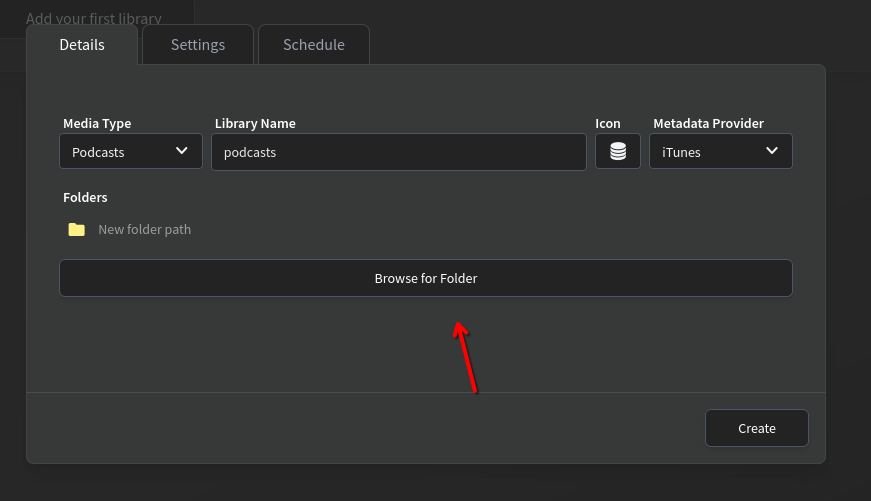 Add your first library
Details Settings Schedule
Media Type Library Name Icon Metadata Provider
Podcasts podcasts iTunes
Folders
New folder path
Browse for Folder
Create